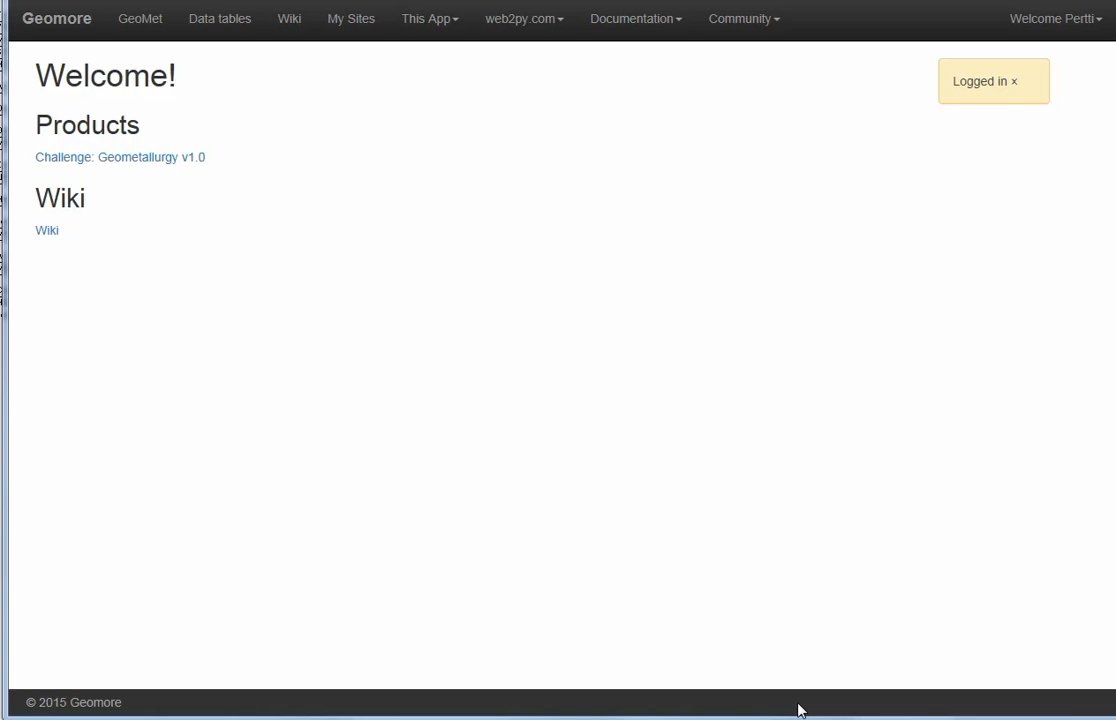 Geomore GeoMet Data tables Wiki My Sites This App web2py.com Documentation Community Welcome Pertti
Welcome!
Logged in ×
Products
Challenge: Geometallurgy v1.0
Wiki
Wiki
© 2015 Geomore